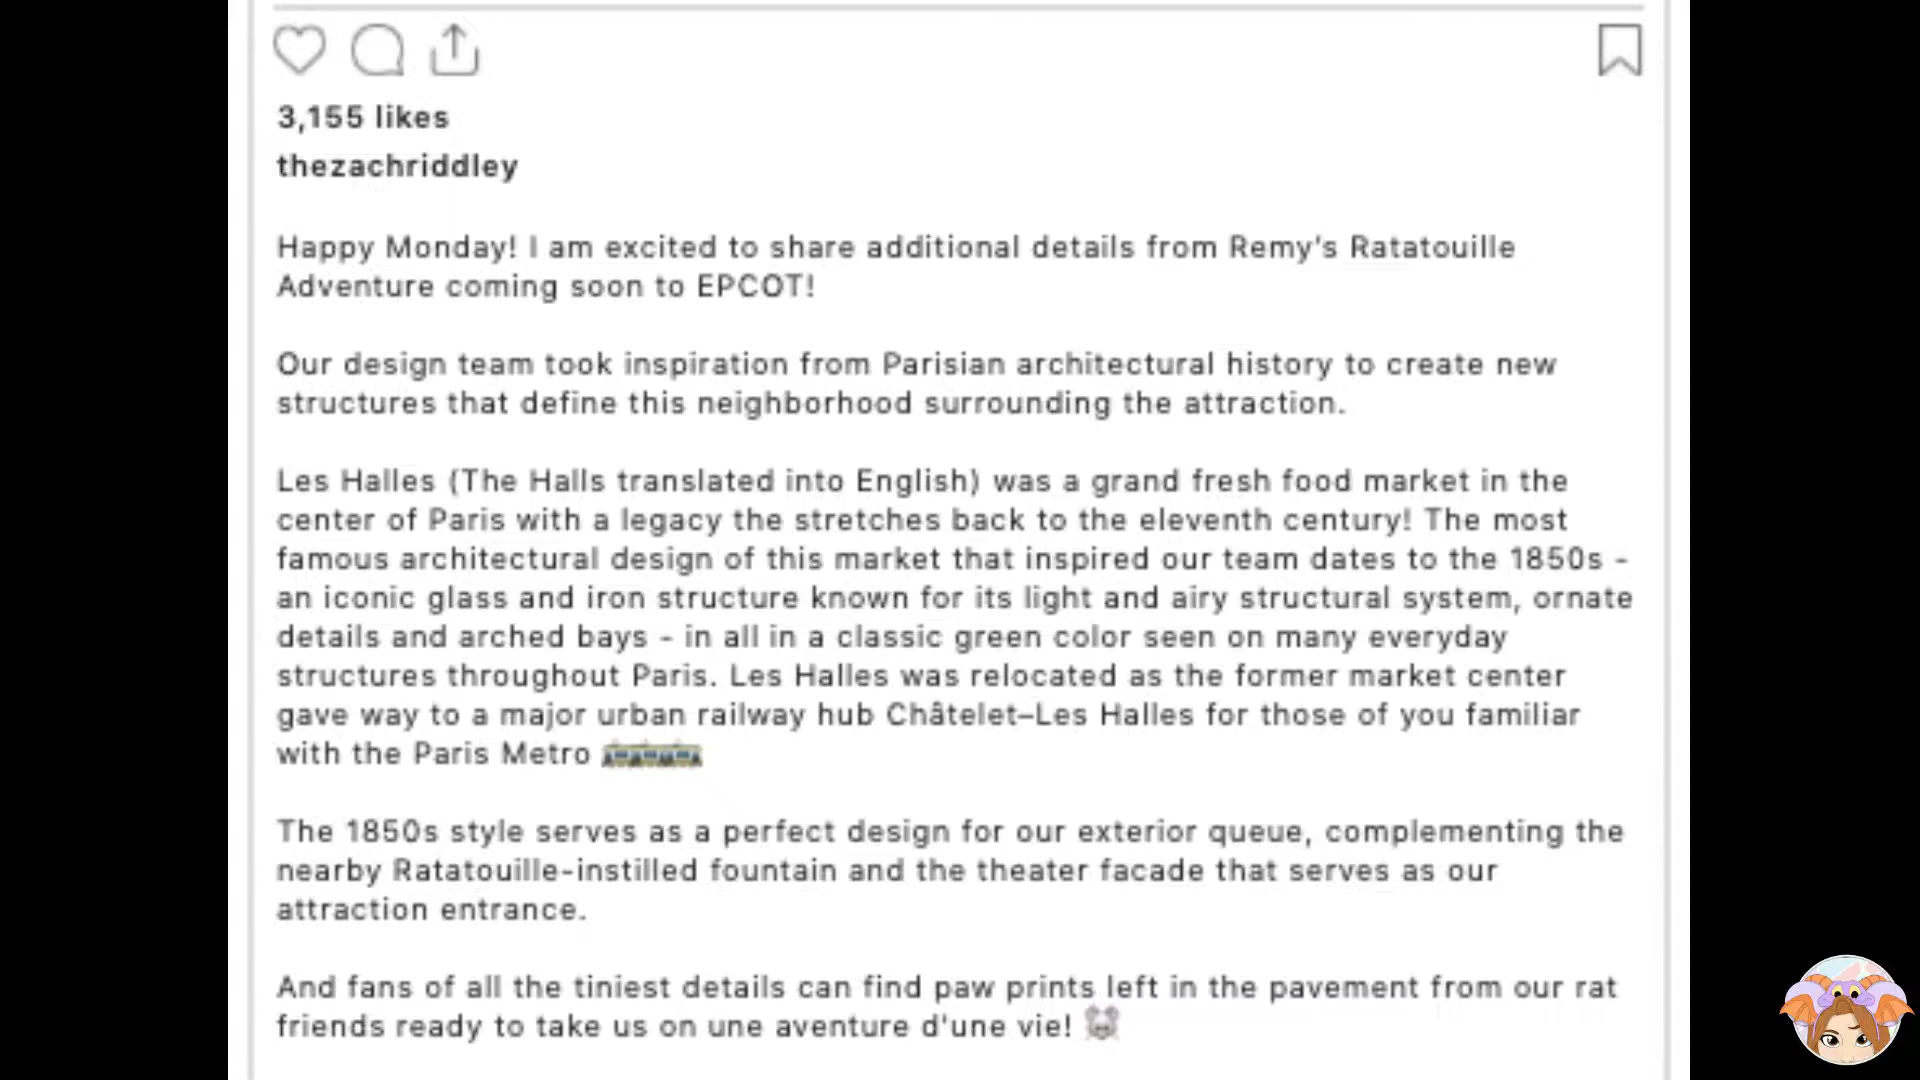 3,155 likes
thezachriddley
Happy Monday! I am excited to share additional details from Remy's Ratatouille
Adventure coming soon to EPCOT!
Our design team took inspiration from Parisian architectural history to create new
structures that define this neighborhood surrounding the attraction.
Les Halles (The Halls translated into English) was a grand fresh food market in the
center of Paris with a legacy the stretches back to the eleventh century! The most
famous architectural design of this market that inspired our team dates to the 1850s -
an iconic glass and iron structure known for its light and airy structural system, ornate
details and arched bays - in all in a classic green color seen on many everyday
structures throughout Paris. Les Halles was relocated as the former market center
gave way to a major urban railway hub Châtelet–Les Halles for those of you familiar
with the Paris Metro 🚃🚃🚃
The 1850s style serves as a perfect design for our exterior queue, complementing the
nearby Ratatouille-instilled fountain and the theater facade that serves as our
attraction entrance.
And fans of all the tiniest details can find paw prints left in the pavement from our rat
friends ready to take us on une aventure d'une vie! 🐭